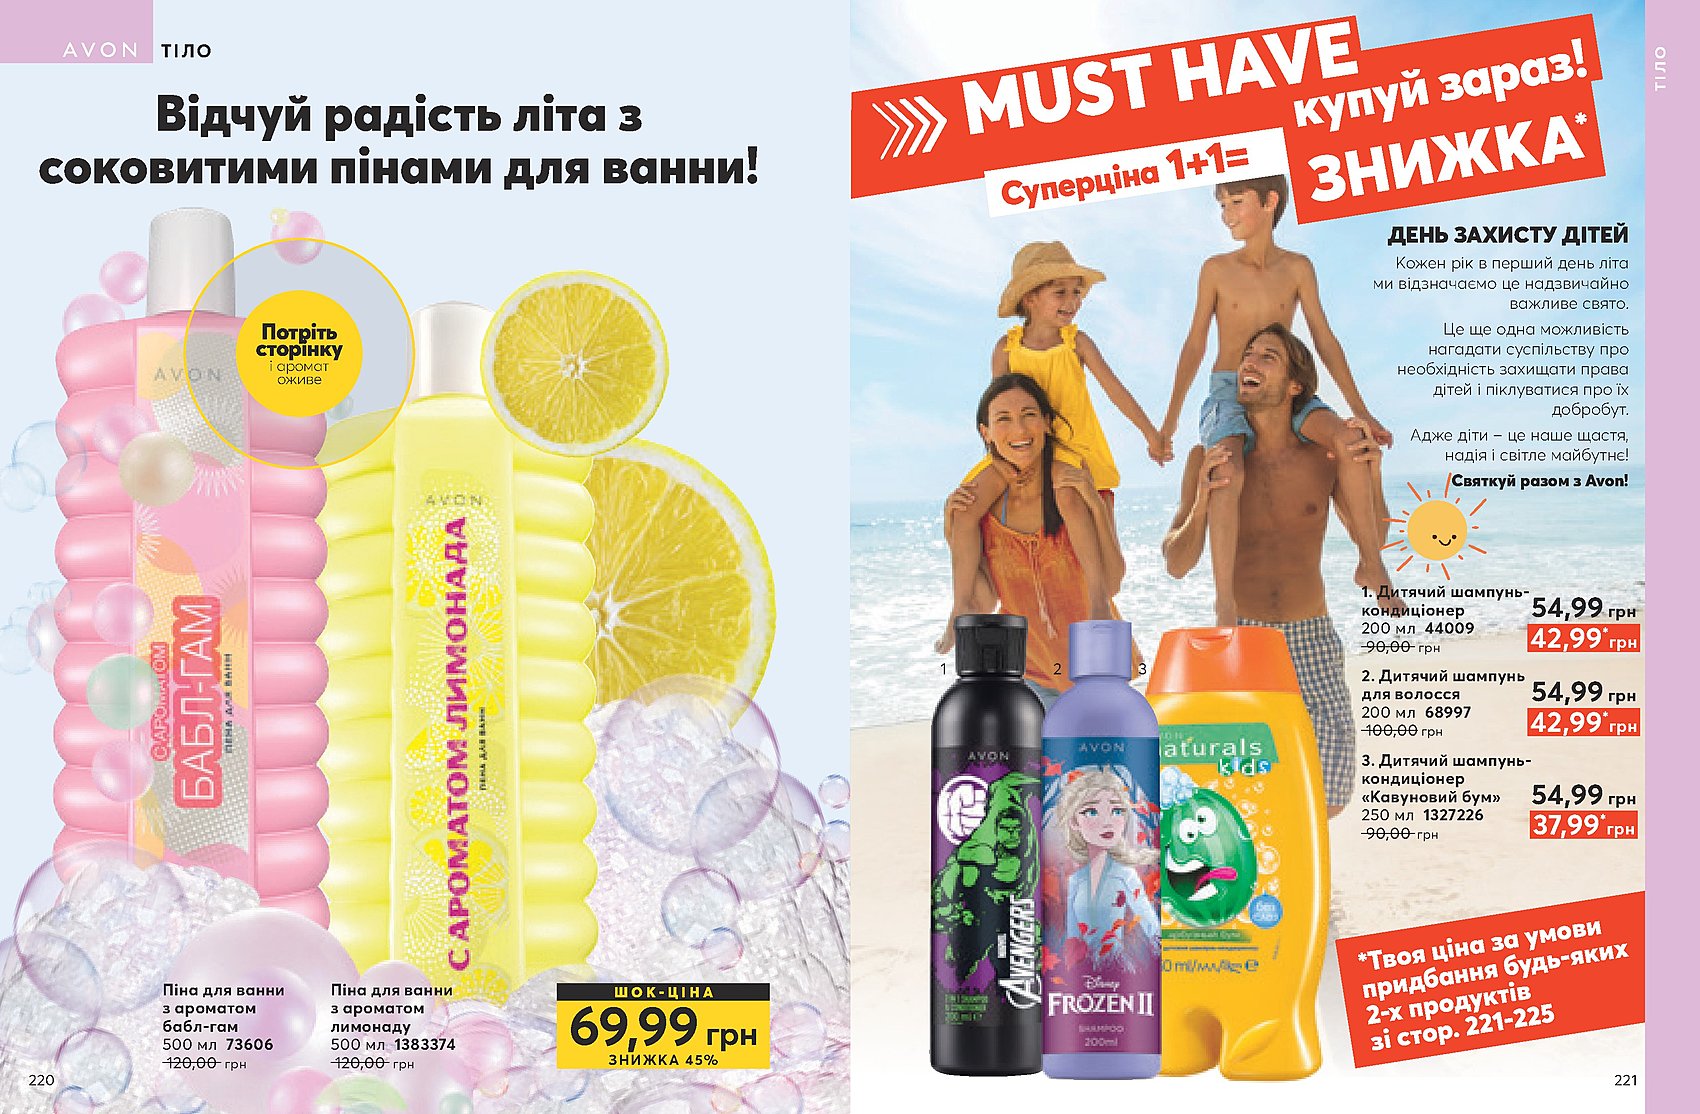 AVON ТІЛО
Відчуй радість літа з
соковитими пінами для ванни!
Потріть
сторінку
і аромат
оживе
AVON
С АРОМАТОМ
БАБЛ-ГАМ
ПЕНА ДЛЯ ВАНН
AVON
С АРОМАТОМ ЛИМОНАДА
ПЕНА ДЛЯ ВАНН
Піна для ванни
з ароматом
бабл-гам
500 мл 73606
120,00 грн
Піна для ванни
з ароматом
лимонаду
500 мл 1383374
120,00 грн
ШОК-ЦІНА
69,99 грн
ЗНИЖКА 45%
220
MUST HAVE
купуй зараз!
Суперціна 1+1=
ЗНИЖКА*
ТІЛО
ДЕНЬ ЗАХИСТУ ДІТЕЙ
Кожен рік в перший день літа
ми відзначаємо це надзвичайно
важливе свято.
Це ще одна можливість
нагадати суспільству про
необхідність захищати права
дітей і піклуватися про їх
добробут.
Адже діти – це наше щастя,
надія і світле майбутнє!
Святкуй разом з Avon!
1. Дитячий шампунь-
кондиціонер
200 мл 44009
90,00 грн
54,99 грн
42,99* грн
2. Дитячий шампунь
для волосся
200 мл 68997
100,00 грн
54,99 грн
42,99* грн
3. Дитячий шампунь-
кондиціонер
«Кавуновий бум»
250 мл 1327226
90,00 грн
54,99 грн
37,99* грн
1
2
3
AVON
MARVEL
AVENGERS
AVON
Disney
FROZEN II
SHAMPOO
200ml
aturals
kids
*Твоя ціна за умови
придбання будь-яких
2-х продуктів
зі стор. 221-225
221